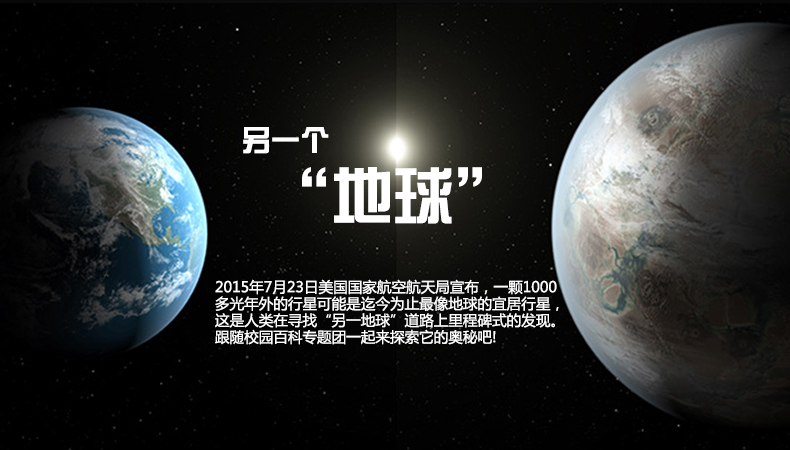 另一个
“地球”
2015年7月23日美国国家航空航天局宣布，一颗1000
多光年外的行星可能是迄今为止最像地球的宜居行星，
这是人类在寻找“另一地球”道路上里程碑式的发现。
跟随校园百科专题团一起来探索它的奥秘吧!